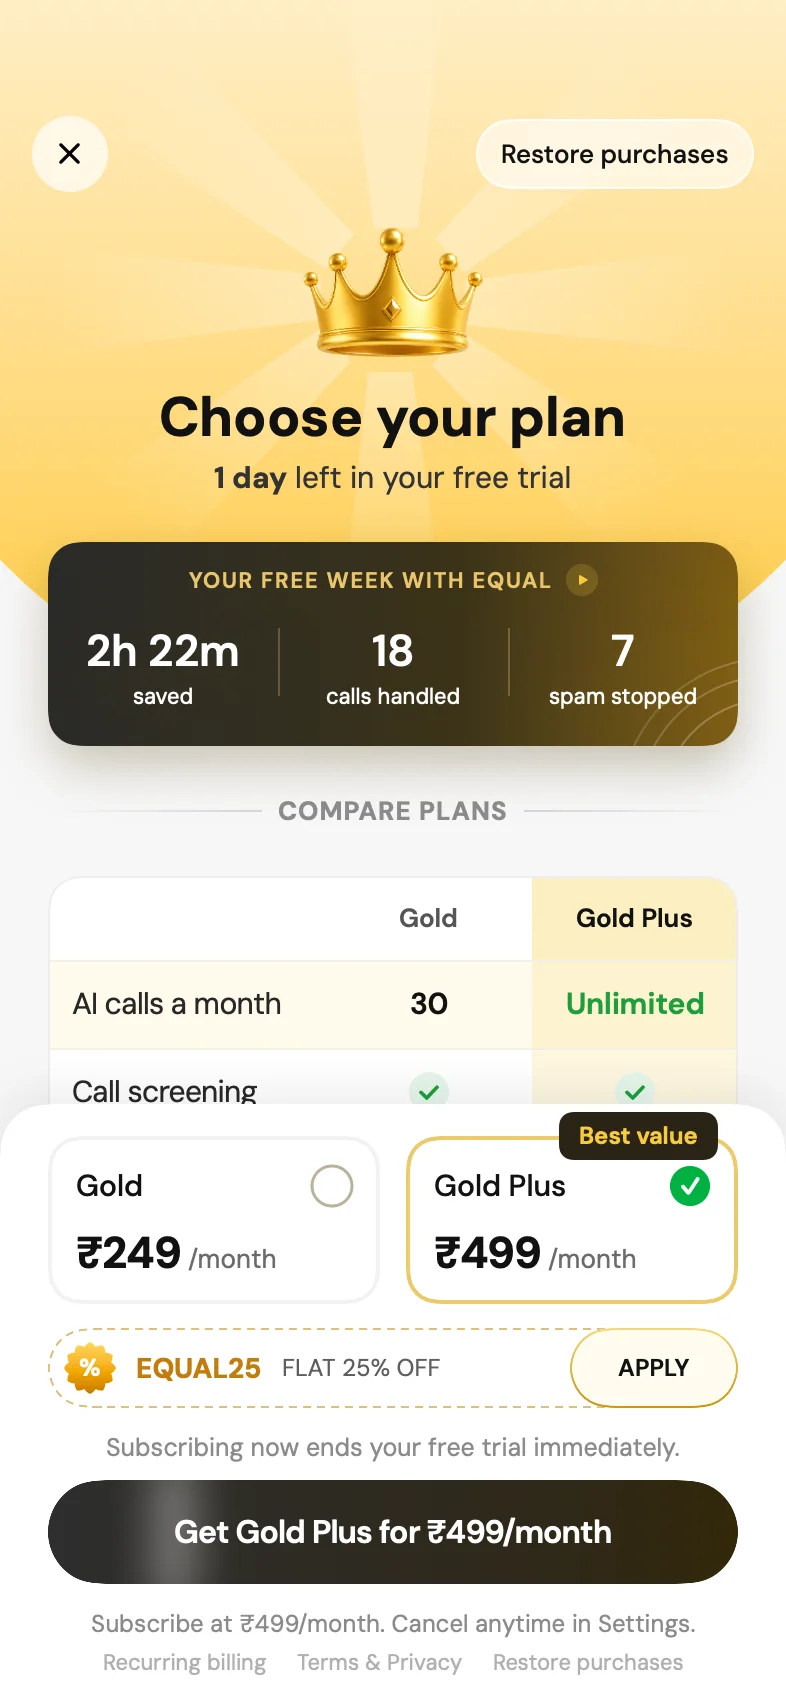 Restore purchases
Choose your plan
1 day left in your free trial
YOUR FREE WEEK WITH EQUAL
2h 22m 18 7
saved calls handled spam stopped
COMPARE PLANS
Gold Gold Plus
AI calls a month 30 Unlimited
Call screening
Best value
Gold Gold Plus
₹249 /month ₹499 /month
% EQUAL25 FLAT 25% OFF APPLY
Subscribing now ends your free trial immediately.
Get Gold Plus for ₹499/month
Subscribe at ₹499/month. Cancel anytime in Settings.
Recurring billing Terms & Privacy Restore purchases